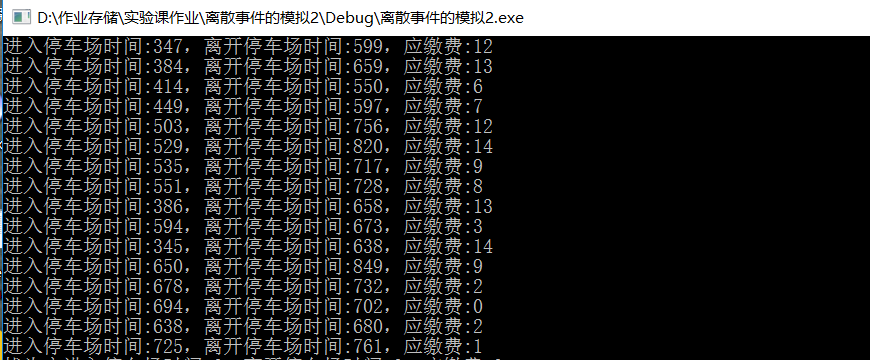 D:\作业存储\实验课作业\离散事件的模拟2\Debug\离散事件的模拟2.exe
进入停车场时间:347，离开停车场时间:599，应缴费:12
进入停车场时间:384，离开停车场时间:659，应缴费:13
进入停车场时间:414，离开停车场时间:550，应缴费:6
进入停车场时间:449，离开停车场时间:597，应缴费:7
进入停车场时间:503，离开停车场时间:756，应缴费:12
进入停车场时间:529，离开停车场时间:820，应缴费:14
进入停车场时间:535，离开停车场时间:717，应缴费:9
进入停车场时间:551，离开停车场时间:728，应缴费:8
进入停车场时间:386，离开停车场时间:658，应缴费:13
进入停车场时间:594，离开停车场时间:673，应缴费:3
进入停车场时间:345，离开停车场时间:638，应缴费:14
进入停车场时间:650，离开停车场时间:849，应缴费:9
进入停车场时间:678，离开停车场时间:732，应缴费:2
进入停车场时间:694，离开停车场时间:702，应缴费:0
进入停车场时间:638，离开停车场时间:680，应缴费:2
进入停车场时间:725，离开停车场时间:761，应缴费:1